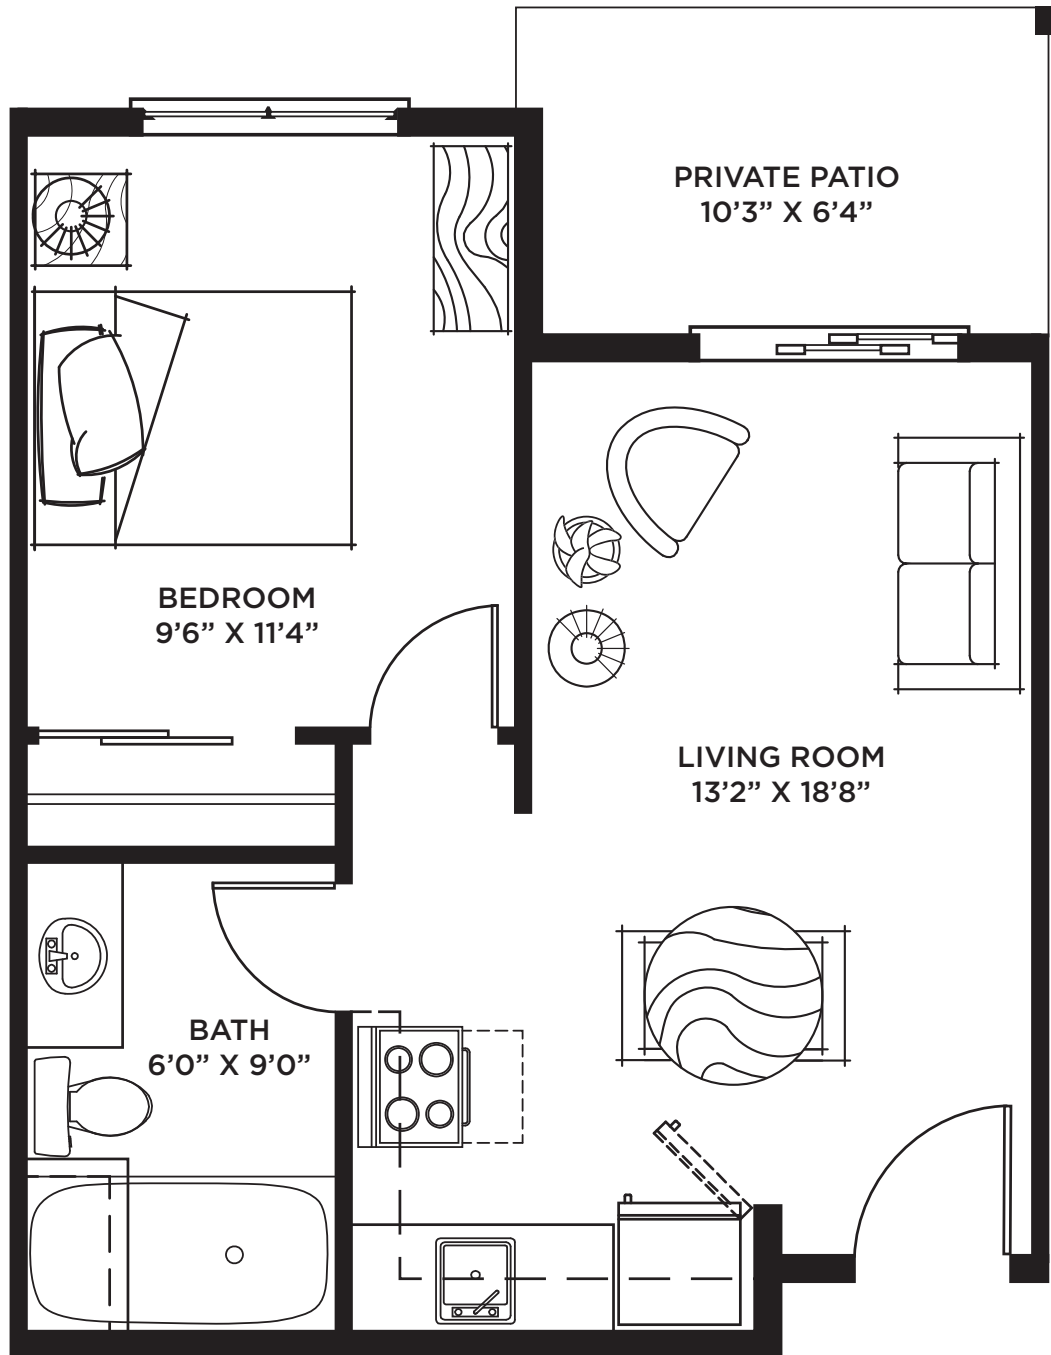 PRIVATE PATIO
10’3” X 6’4”
BEDROOM
9’6” X 11’4”
LIVING ROOM
13’2” X 18’8”
BATH
6’0” X 9’0”